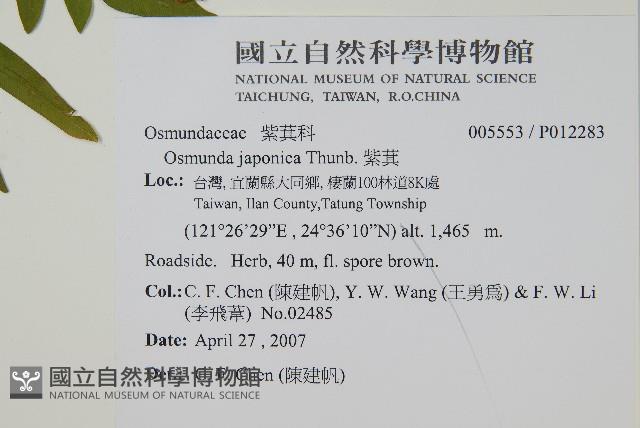 國立自然科學博物館
NATIONAL MUSEUM OF NATURAL SCIENCE
TAICHUNG, TAIWAN, R.O.CHINA
Osmundaceae 紫萁科 005553 / P012283
Osmunda japonica Thunb. 紫萁
Loc.: 台灣, 宜蘭縣大同鄉, 棲蘭100林道8K處
Taiwan, Ilan County,Tatung Township
(121°26'29"E , 24°36'10"N) alt. 1,465 m.
Roadside. Herb, 40 m, fl. spore brown.
Col.: C. F. Chen (陳建帆), Y. W. Wang (王勇為) & F. W. Li
(李飛葦) No.02485
Date: April 27 , 2007
Chen (陳建帆)
國立自然科學博物館
NATIONAL MUSEUM OF NATURAL SCIENCE